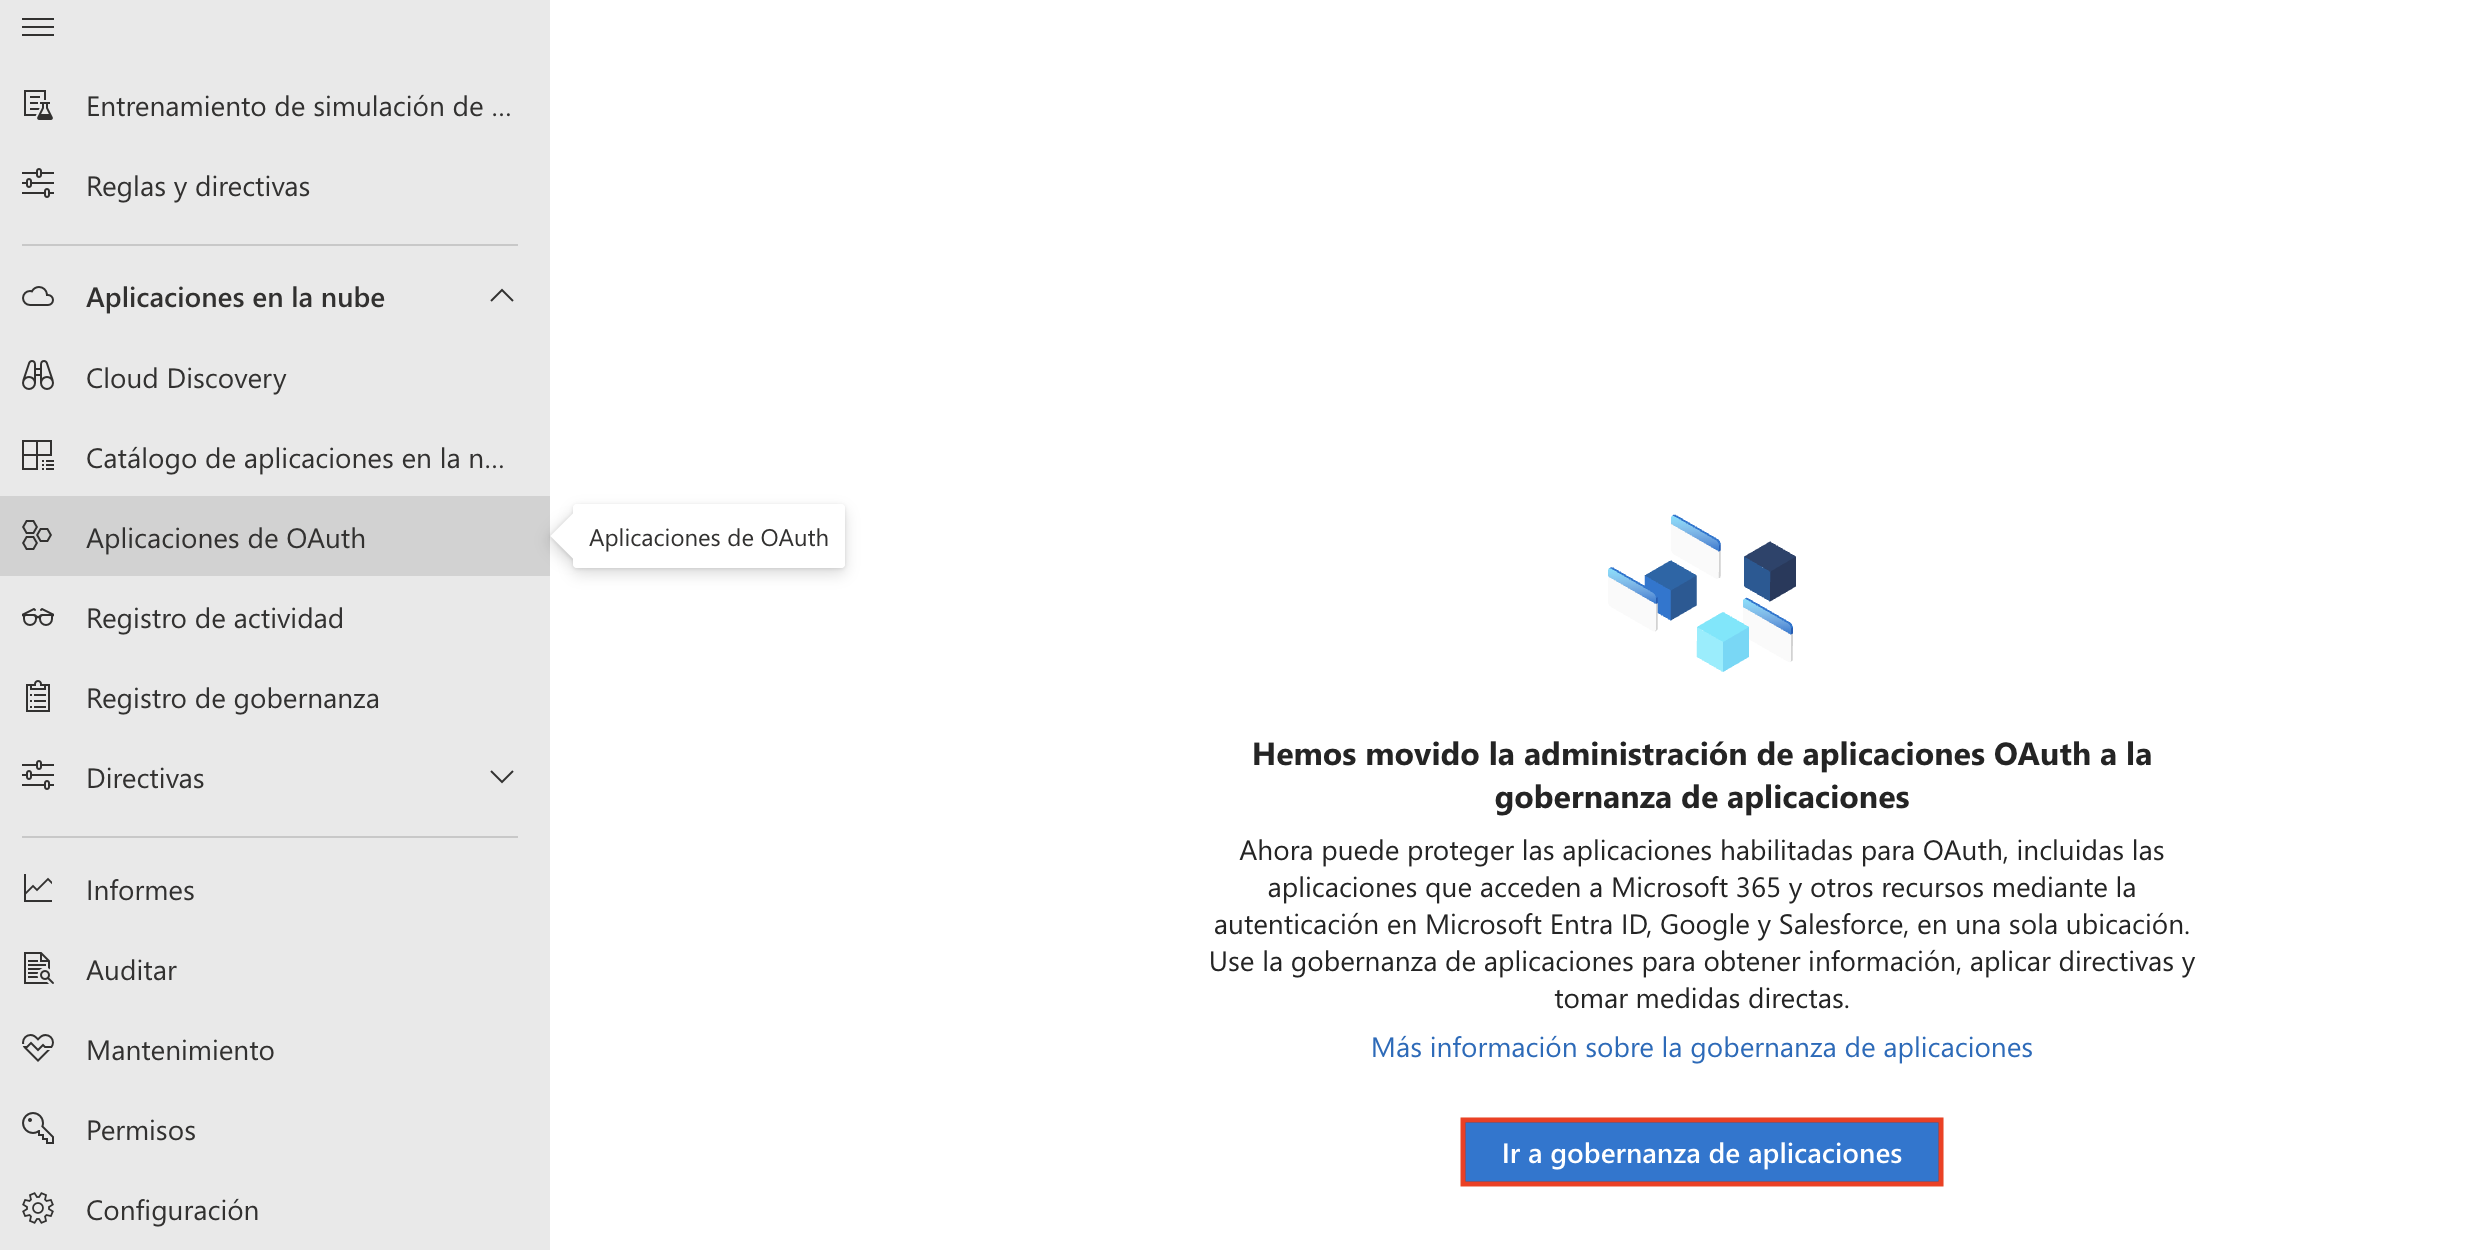 Entrenamiento de simulación de ...
Reglas y directivas
Aplicaciones en la nube
Cloud Discovery
Catálogo de aplicaciones en la n...
Aplicaciones de OAuth
Aplicaciones de OAuth
Registro de actividad
Registro de gobernanza
Directivas
Informes
Auditar
Mantenimiento
Permisos
Configuración
Hemos movido la administración de aplicaciones OAuth a la
gobernanza de aplicaciones
Ahora puede proteger las aplicaciones habilitadas para OAuth, incluidas las
aplicaciones que acceden a Microsoft 365 y otros recursos mediante la
autenticación en Microsoft Entra ID, Google y Salesforce, en una sola ubicación.
Use la gobernanza de aplicaciones para obtener información, aplicar directivas y
tomar medidas directas.
Más información sobre la gobernanza de aplicaciones
Ir a gobernanza de aplicaciones